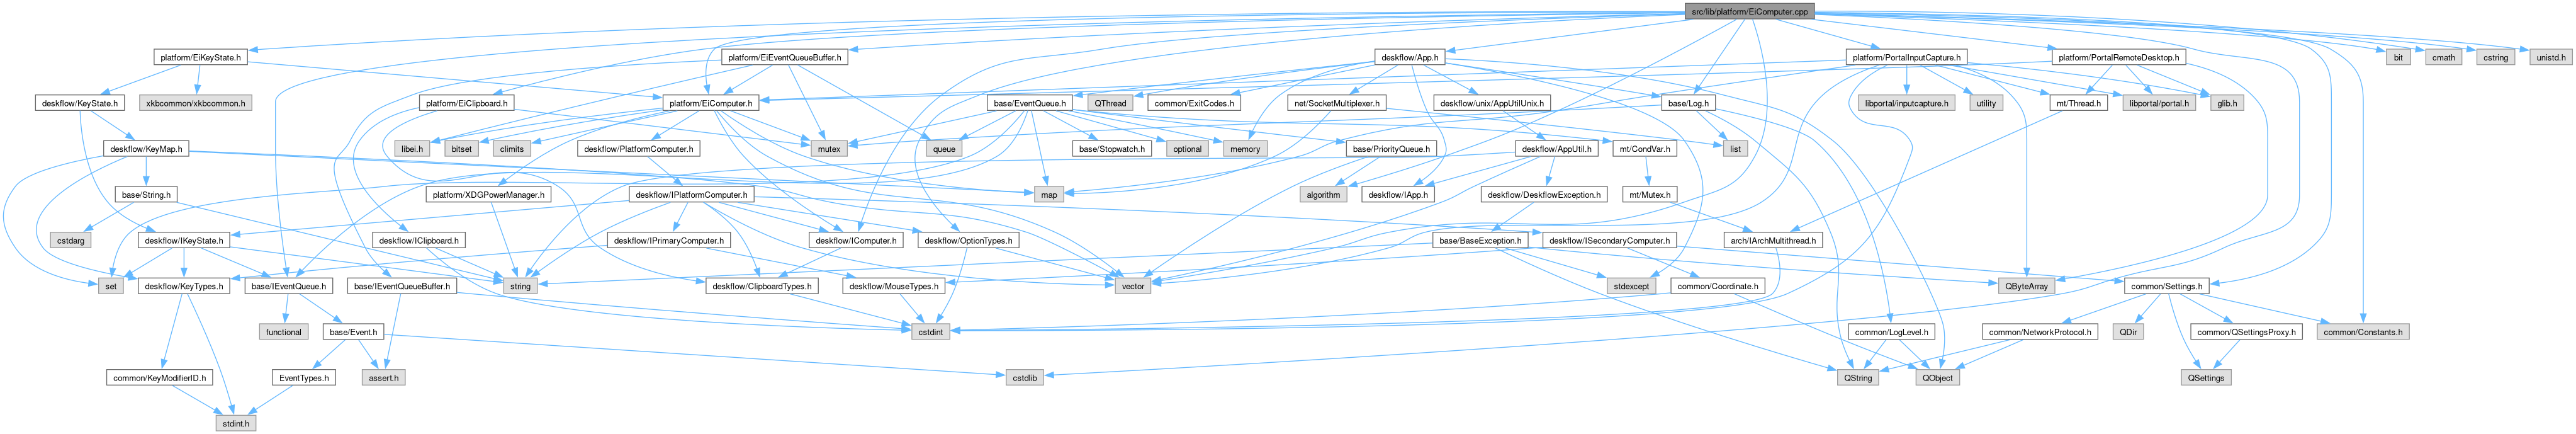 src/lib/platform/EiComputer.cpp
platform/EiKeyState.h
platform/EiEventQueueBuffer.h
deskflow/App.h
platform/PortalInputCapture.h
platform/PortalRemoteDesktop.h
bit
cmath
cstring
unistd.h
deskflow/KeyState.h
xkbcommon/xkbcommon.h
platform/EiClipboard.h
platform/EiComputer.h
base/EventQueue.h
QThread
common/ExitCodes.h
net/SocketMultiplexer.h
deskflow/unix/AppUtilUnix.h
base/Log.h
libportal/inputcapture.h
utility
mt/Thread.h
libportal/portal.h
glib.h
deskflow/KeyMap.h
libei.h
bitset
climits
deskflow/PlatformComputer.h
mutex
queue
base/Stopwatch.h
optional
memory
base/PriorityQueue.h
deskflow/AppUtil.h
mt/CondVar.h
list
base/String.h
platform/XDGPowerManager.h
deskflow/IPlatformComputer.h
map
algorithm
deskflow/IApp.h
deskflow/DeskflowException.h
mt/Mutex.h
cstdarg
deskflow/IKeyState.h
deskflow/IClipboard.h
deskflow/IPrimaryComputer.h
deskflow/IComputer.h
deskflow/OptionTypes.h
base/BaseException.h
deskflow/ISecondaryComputer.h
arch/IArchMultithread.h
set
deskflow/KeyTypes.h
base/IEventQueue.h
base/IEventQueueBuffer.h
string
deskflow/ClipboardTypes.h
deskflow/MouseTypes.h
vector
stdexcept
common/Coordinate.h
QByteArray
common/Settings.h
functional
base/Event.h
cstdint
common/LogLevel.h
common/NetworkProtocol.h
QDir
common/QSettingsProxy.h
common/Constants.h
common/KeyModifierID.h
EventTypes.h
assert.h
cstdlib
QString
QObject
QSettings
stdint.h